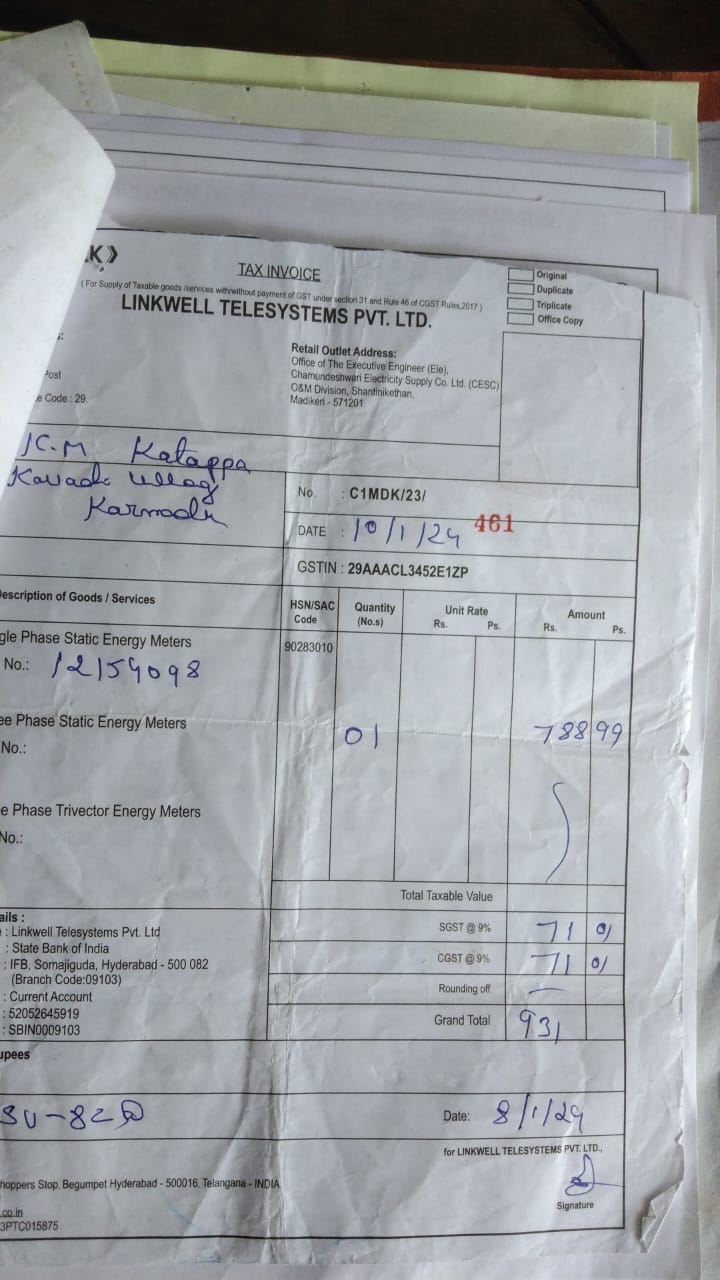 K
TAX INVOICE
Original
Duplicate
Triplicate
Office Copy
( For Supply of Taxable goods /services with/without payment of GST under section 31 and Rule 46 of CGST Rules,2017 )
LINKWELL TELESYSTEMS PVT. LTD.
Retail Outlet Address:
Office of The Executive Engineer (Ele),
Chamundeshwari Electricity Supply Co. Ltd. (CESC)
O&M Division, Shantinikethan,
Madikeri - 571201.
Post
e Code : 29.
K.M Katappa
No. : C1MDK/23/ 461
DATE : 10/1/24
GSTIN : 29AAACL3452E1ZP
Description of Goods / Services
HSN/SAC Code
Quantity (No.s)
Unit Rate
Rs. Ps.
Amount
Rs. Ps.
gle Phase Static Energy Meters
90283010
No.: 12154098
ee Phase Static Energy Meters
01 788 99
No.:
e Phase Trivector Energy Meters
No.:
Total Taxable Value
ails :
SGST @ 9% 71 01
: Linkwell Telesystems Pvt. Ltd
: State Bank of India
CGST @ 9% 71 01
: IFB, Somajiguda, Hyderabad - 500 082
(Branch Code:09103)
Rounding off —
: Current Account
: 52052645919
Grand Total 931
: SBIN0009103
upees
Date: 8/1/24
for LINKWELL TELESYSTEMS PVT. LTD.,
hoppers Stop, Begumpet Hyderabad - 500016, Telangana - INDIA
Signature
.co.in
3PTC015875